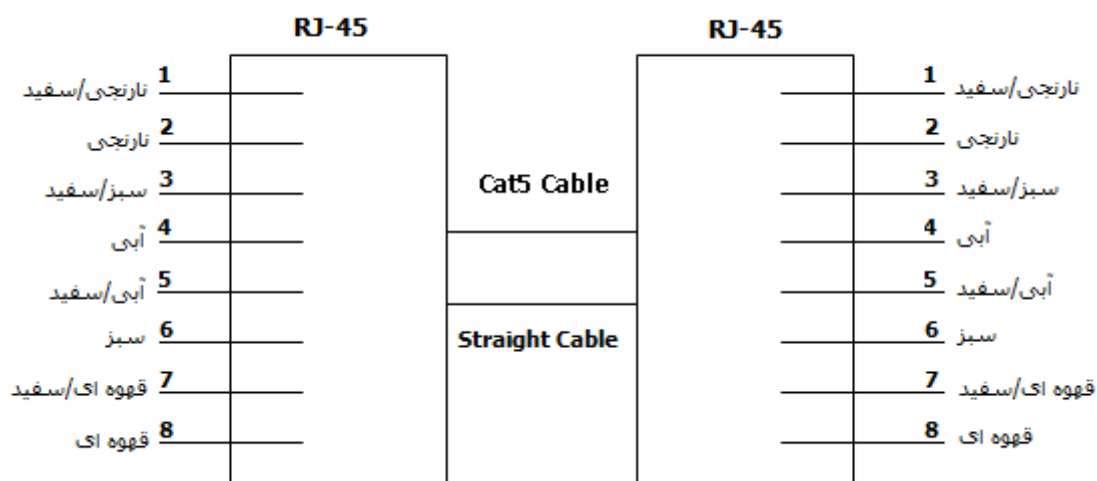 RJ-45 RJ-45
1 نارنجی/سفید 1 نارنجی/سفید
2 نارنجی 2 نارنجی
3 سبز/سفید 3 سبز/سفید
Cat5 Cable
4 آبی 4 آبی
5 آبی/سفید 5 آبی/سفید
6 سبز 6 سبز
Straight Cable
7 قهوه ای/سفید 7 قهوه ای/سفید
8 قهوه ای 8 قهوه ای